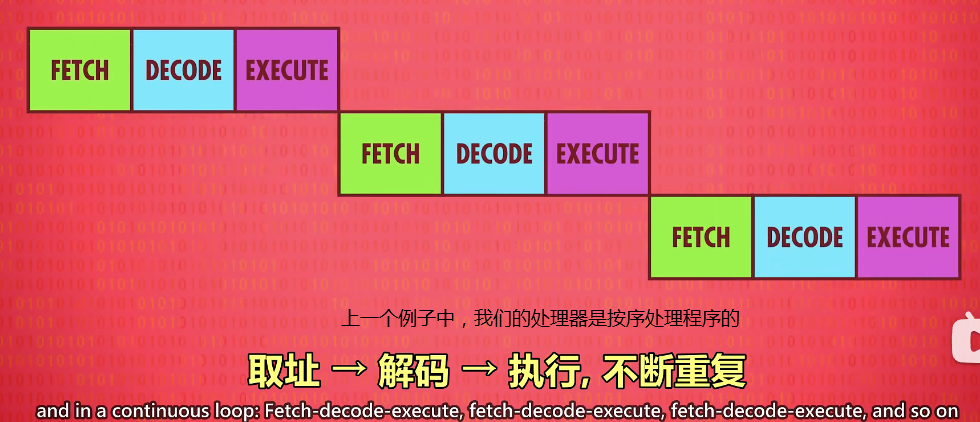 FETCH DECODE EXECUTE
FETCH DECODE EXECUTE
FETCH DECODE EXECUTE
上一个例子中，我们的处理器是按序处理程序的
取址 → 解码 → 执行, 不断重复
and in a continuous loop: Fetch-decode-execute, fetch-decode-execute, fetch-decode-execute, and so on